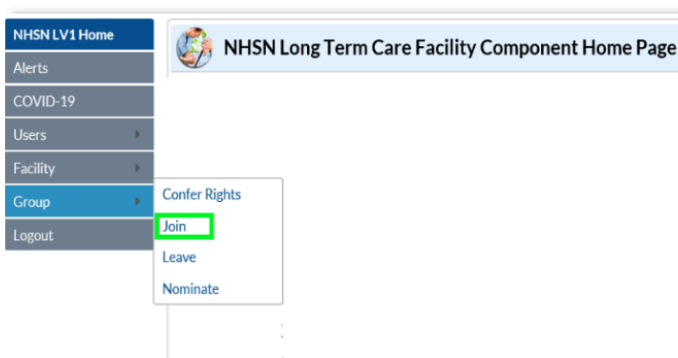 NHSN LV1 Home
Alerts
COVID-19
Users
Facility
Group
Logout
NHSN Long Term Care Facility Component Home Page
Confer Rights
Join
Leave
Nominate